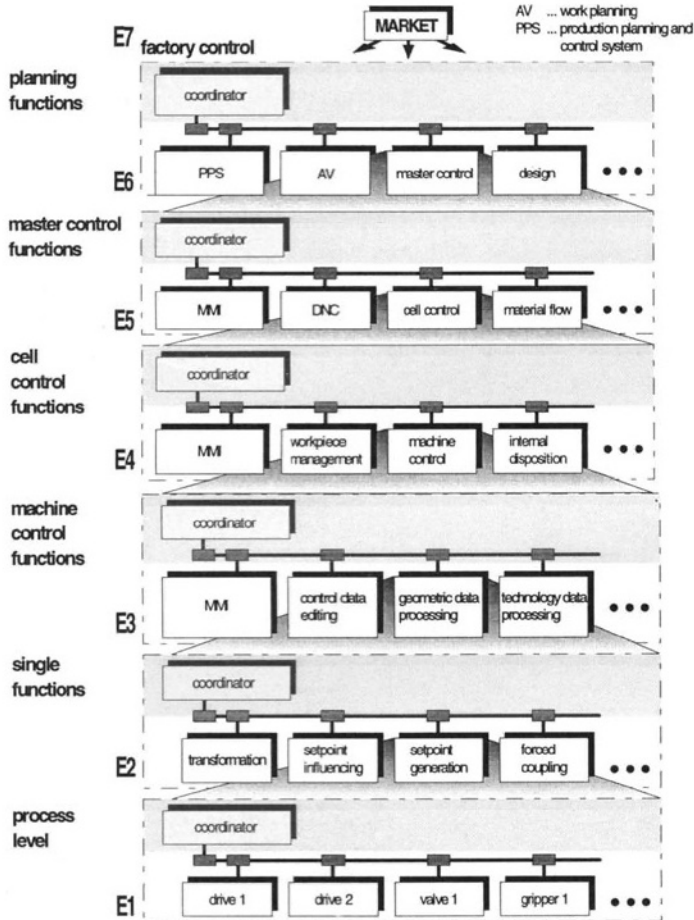 MARKET
AV ... work planning
PPS ... production planning and
control system
E7
factory control
planning
functions
coordinator
E6
PPS
AV
master control
design
master control
functions
coordinator
E5
MMI
DNC
cell control
material flow
cell
control
functions
coordinator
E4
MMI
workpiece
management
machine
control
internal
disposition
machine
control
functions
coordinator
E3
MMI
control data
editing
geometric data
processing
technology data
processing
single
functions
coordinator
E2
transformation
setpoint
influencing
setpoint
generation
forced
coupling
process
level
coordinator
E1
drive 1
drive 2
valve 1
gripper 1